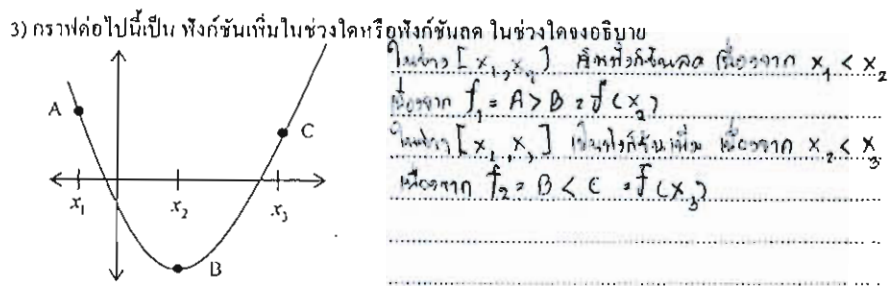 3) กราฟต่อไปนี้เป็น ฟังก์ชันเพิ่มในช่วงใดหรือฟังก์ชันลด ในช่วงใดจงอธิบาย
ในช่วง [x₁, x₂] เป็นฟังก์ชันลด เนื่องจาก x₁ < x₂
เนื่องจาก f₁ = A > B = f(x₂)
ในช่วง [x₂, x₃] เป็นฟังก์ชันเพิ่ม เนื่องจาก x₂ < x₃
เนื่องจาก f₂ = B < C = f(x₃)
A
C
x₁
x₂
x₃
B